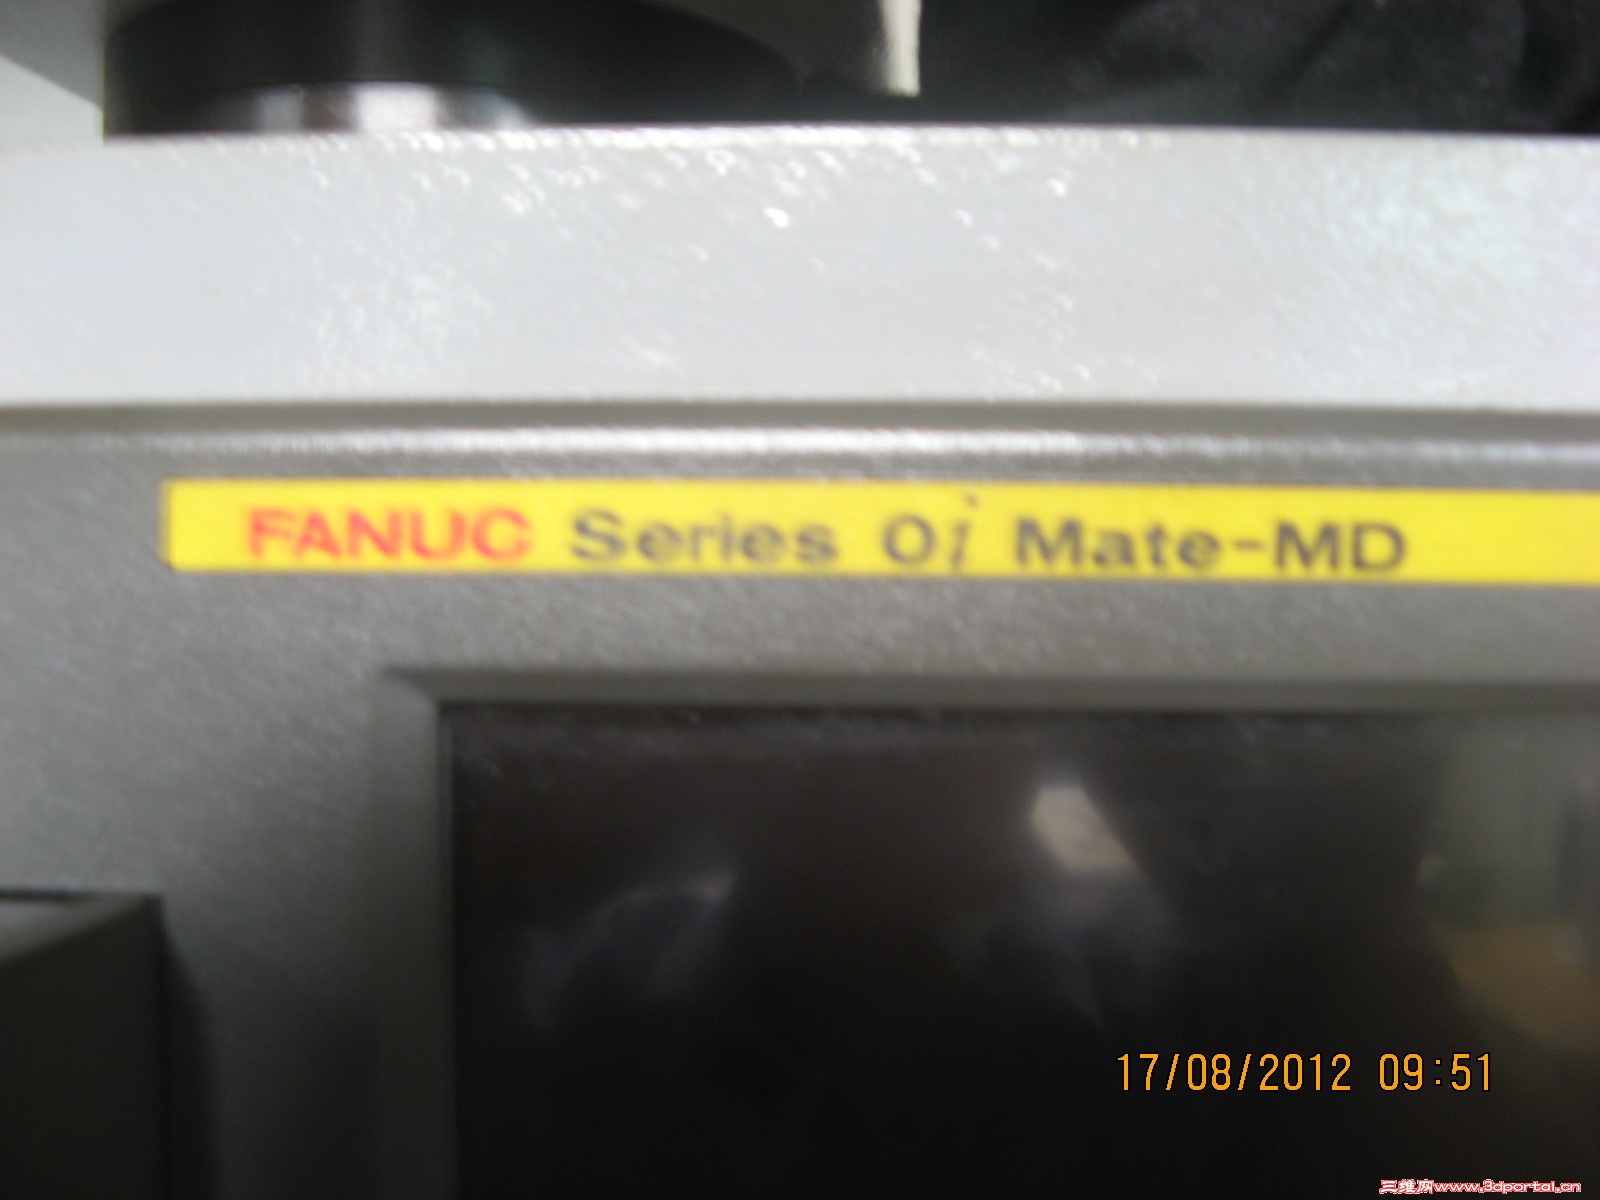 FANUC Series 0i Mate-MD
17/08/2012 09:51
三维网www.3dportal.cn